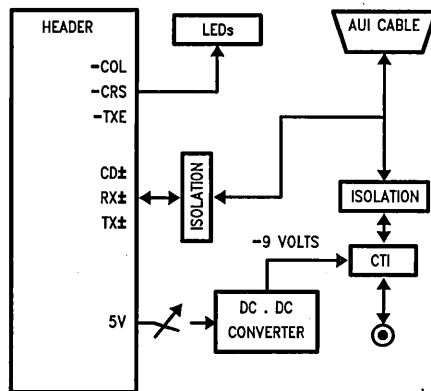 HEADER
LEDs
AUI CABLE
-COL
-CRS
-TXE
CD±
RX±
TX±
ISOLATION
ISOLATION
-9 VOLTS
CTI
5V
DC . DC
CONVERTER